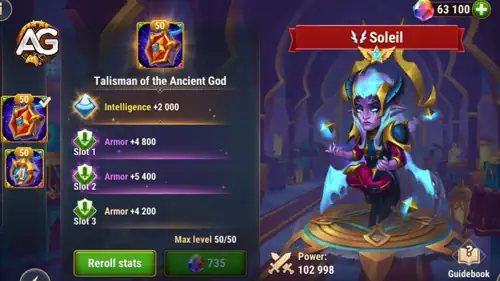 AG
63 100
50
Soleil
Talisman of the Ancient God
50
Intelligence +2 000
Armor +4 800
Slot 1
50
Armor +5 400
Slot 2
Armor +4 200
Slot 3
Max level 50/50
Reroll stats
735
Power:
102 998
?
Guidebook